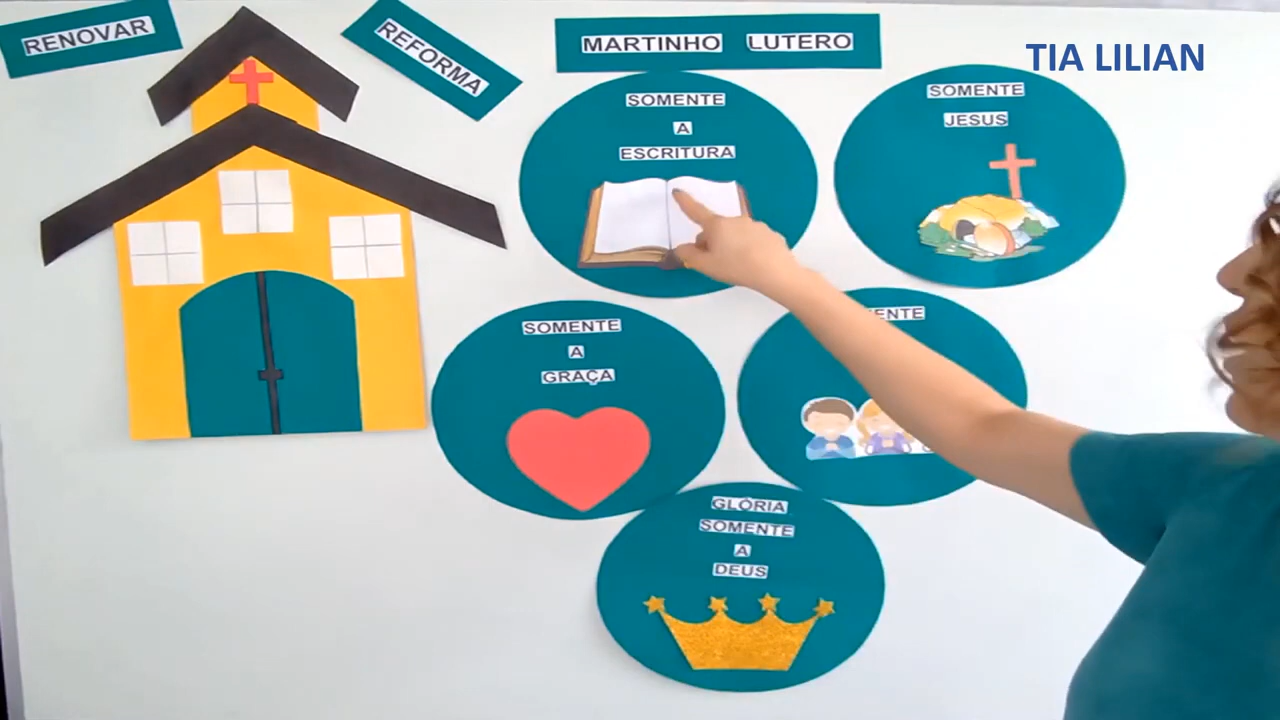 RENOVAR
REFORMA
MARTINHO LUTERO
TIA LILIAN
SOMENTE
A
ESCRITURA
SOMENTE
JESUS
SOMENTE
A
GRAÇA
GLÓRIA
SOMENTE
A
DEUS